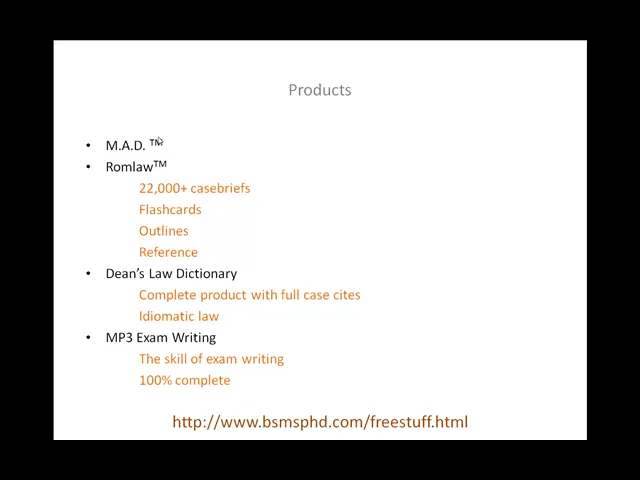 Products
• M.A.D. ™
• Romlaw™
22,000+ casebriefs
Flashcards
Outlines
Reference
• Dean's Law Dictionary
Complete product with full case cites
Idiomatic law
• MP3 Exam Writing
The skill of exam writing
100% complete
http://www.bsmsphd.com/freestuff.html